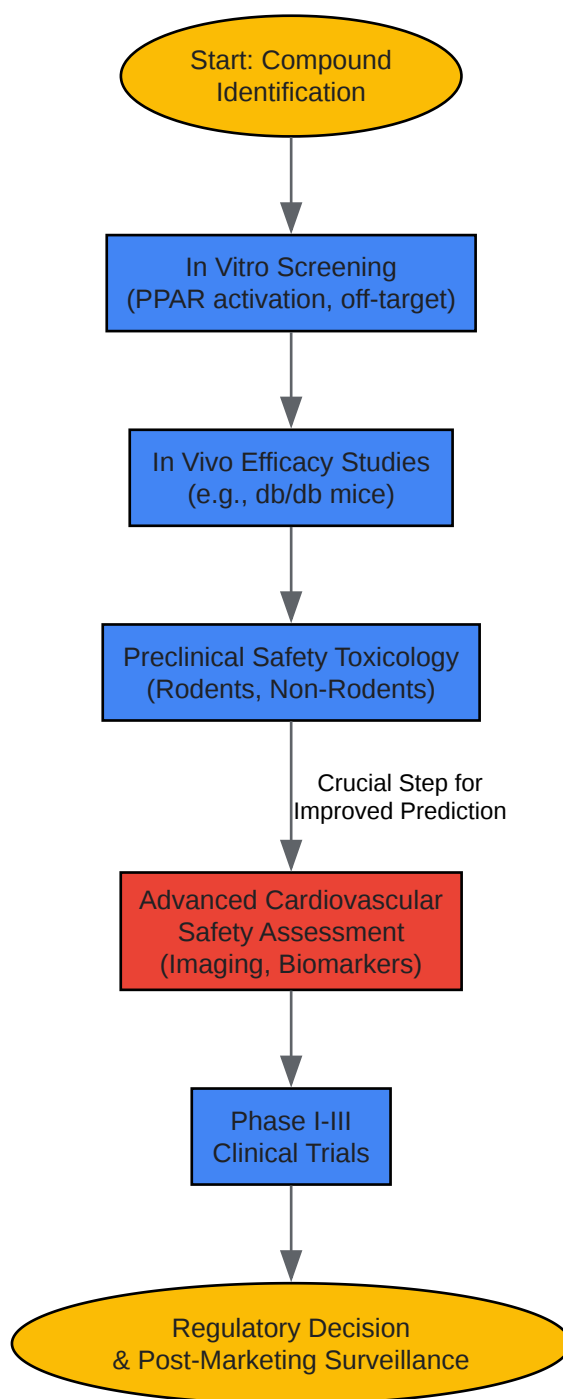 Start: Compound
Identification
In Vitro Screening
(PPAR activation, off-target)
In Vivo Efficacy Studies
(e.g., db/db mice)
Preclinical Safety Toxicology
(Rodents, Non-Rodents)
Crucial Step for
Improved Prediction
Advanced Cardiovascular
Safety Assessment
(Imaging, Biomarkers)
Phase I-III
Clinical Trials
Regulatory Decision
& Post-Marketing Surveillance